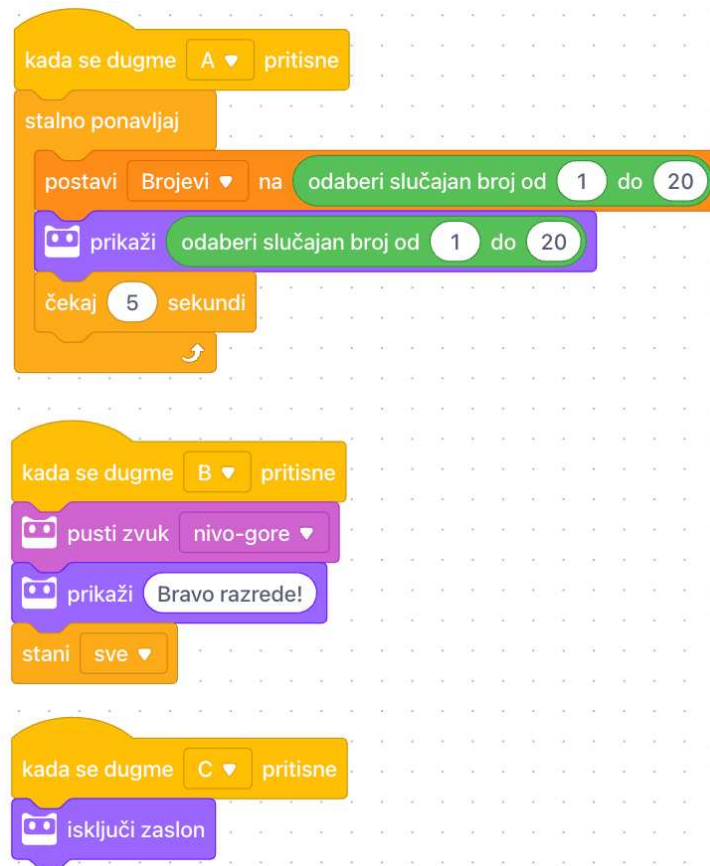 kada se dugme A pritisne
stalno ponavljaj
postavi Brojevi na odaberi slučajan broj od 1 do 20
prikaži odaberi slučajan broj od 1 do 20
čekaj 5 sekundi
kada se dugme B pritisne
pusti zvuk nivo-gore
prikaži Bravo razrede!
stani sve
kada se dugme C pritisne
isključi zaslon